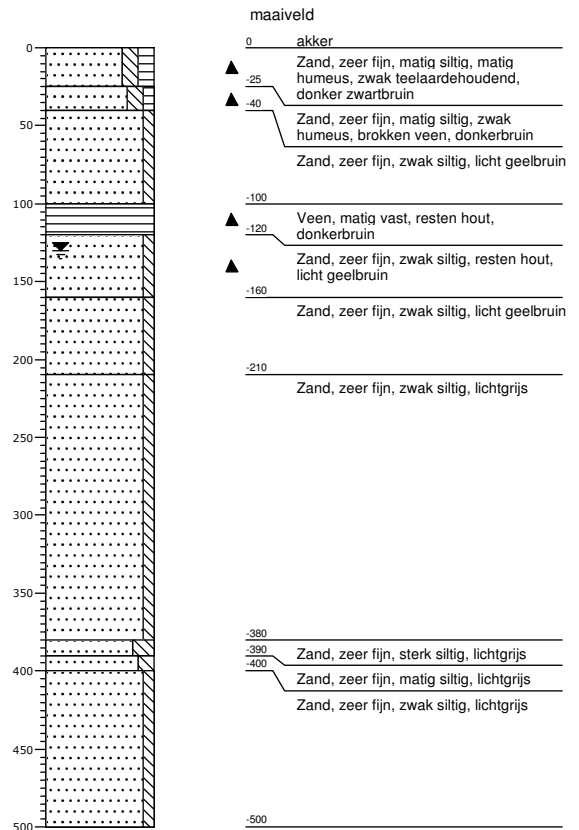 maaiveld
0
0
akker
Zand, zeer fijn, matig siltig, matig
humeus, zwak teelaardehoudend,
donker zwartbruin
-25
Zand, zeer fijn, matig siltig, zwak
humeus, brokken veen, donkerbruin
-40
50
Zand, zeer fijn, zwak siltig, licht geelbruin
100
-100
Veen, matig vast, resten hout,
donkerbruin
-120
Zand, zeer fijn, zwak siltig, resten hout,
licht geelbruin
150
-160
Zand, zeer fijn, zwak siltig, licht geelbruin
200
-210
Zand, zeer fijn, zwak siltig, lichtgrijs
250
300
350
-380
Zand, zeer fijn, sterk siltig, lichtgrijs
-390
Zand, zeer fijn, matig siltig, lichtgrijs
400
-400
Zand, zeer fijn, zwak siltig, lichtgrijs
450
500
-500